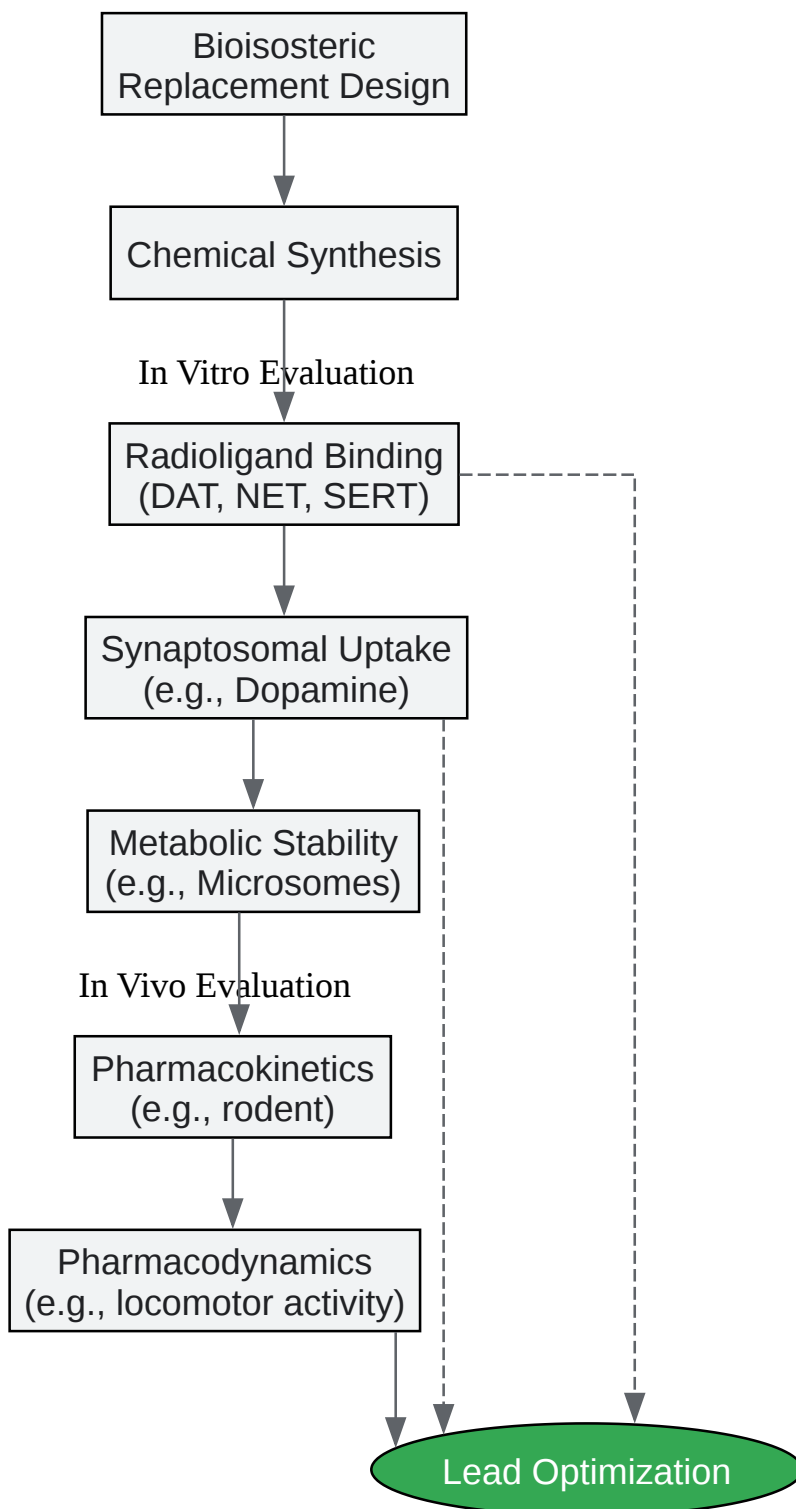 Bioisosteric
Replacement Design
Chemical Synthesis
In Vitro Evaluation
Radioligand Binding
(DAT, NET, SERT)
Synaptosomal Uptake
(e.g., Dopamine)
Metabolic Stability
(e.g., Microsomes)
In Vivo Evaluation
Pharmacokinetics
(e.g., rodent)
Pharmacodynamics
(e.g., locomotor activity)
Lead Optimization